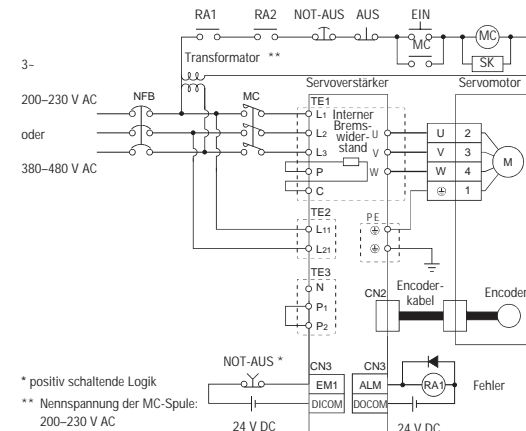 RA1 RA2 NOT-AUS AUS EIN
MC MC
SK
Transformator **
3~
200–230 V AC
oder
380–480 V AC
NFB MC
Servoverstärker Servomotor
TE1
L1 Interner Brems-wider-stand U U 2
L2 V V 3 M
L3 W W 4
P 1
C
TE2 PE
L11
L21
TE3
N
P1
P2
CN2 Encoder-kabel Encoder
NOT-AUS * CN3 CN3
EM1 ALM RA1 Fehler
DICOM DOCOM
24 V DC 24 V DC
* positiv schaltende Logik
** Nennspannung der MC-Spule:
200–230 V AC